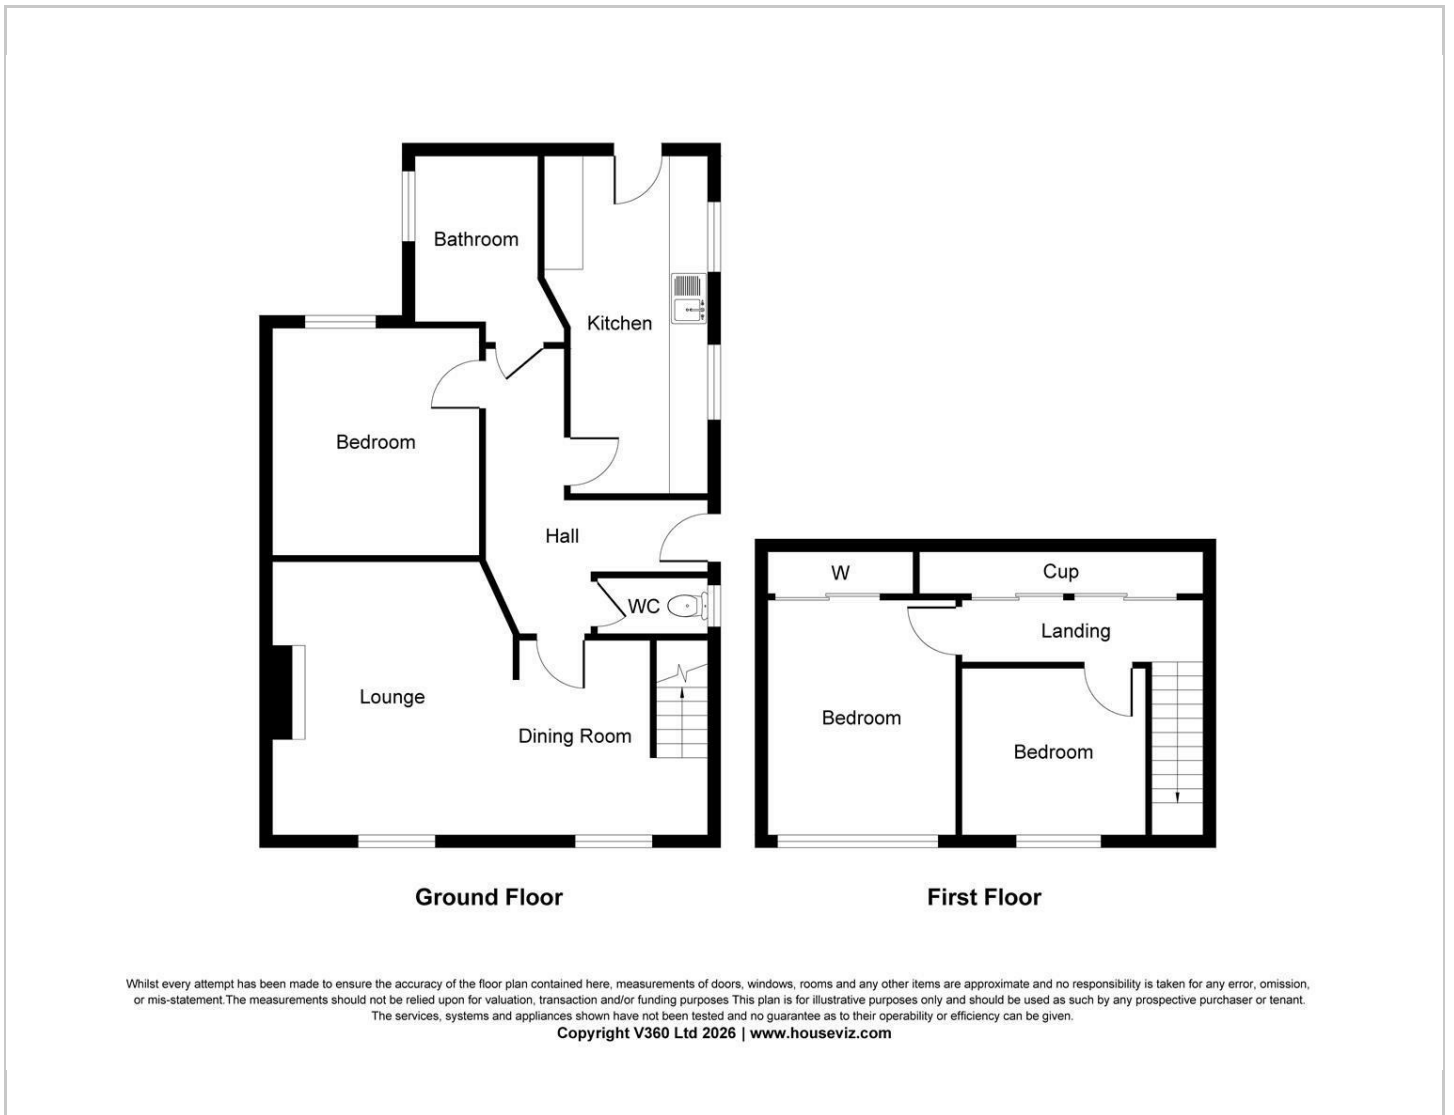 Bathroom
Kitchen
Bedroom
Hall
WC
Lounge
Dining Room
W
Cup
Landing
Bedroom
Bedroom
Ground Floor
First Floor
Whilst every attempt has been made to ensure the accuracy of the floor plan contained here, measurements of doors, windows, rooms and any other items are approximate and no responsibility is taken for any error, omission,
or mis-statement.The measurements should not be relied upon for valuation, transaction and/or funding purposes This plan is for illustrative purposes only and should be used as such by any prospective purchaser or tenant.
The services, systems and appliances shown have not been tested and no guarantee as to their operability or efficiency can be given.
Copyright V360 Ltd 2026 | www.houseviz.com